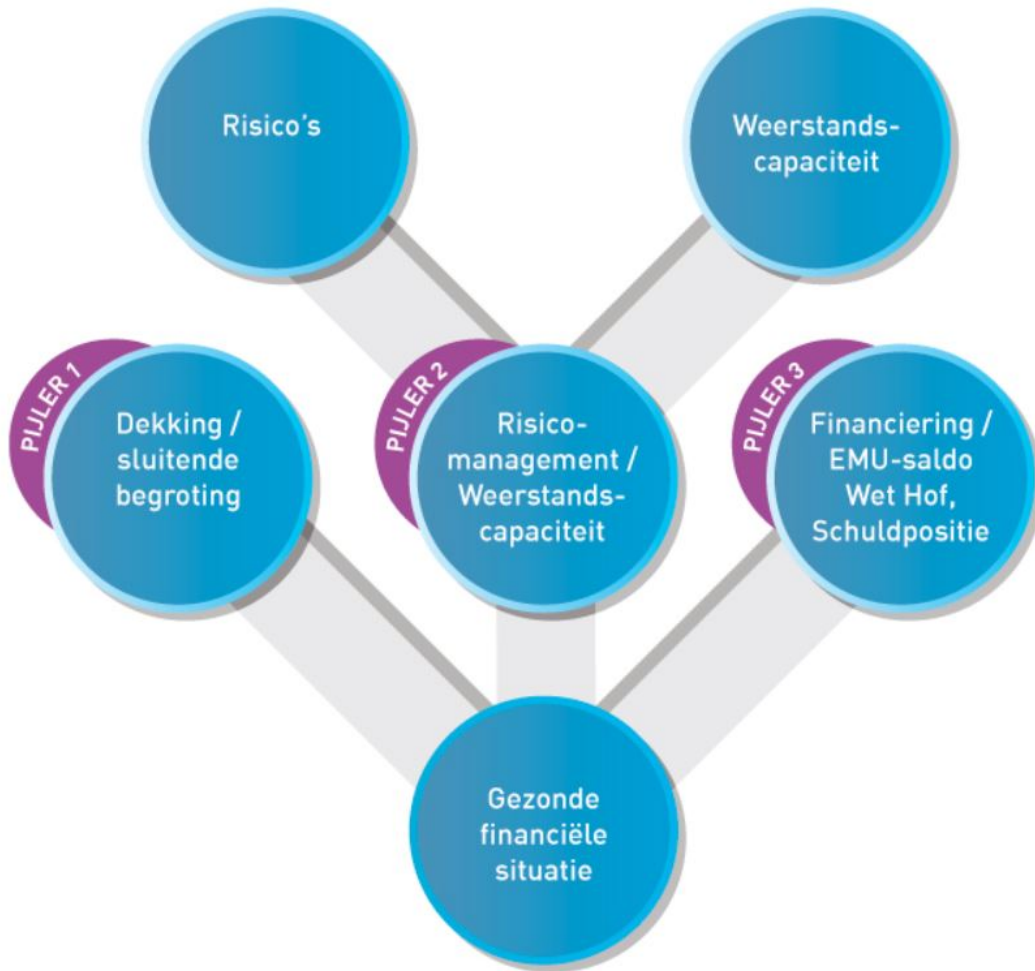 Risico's
Weerstands-
capaciteit
PIJLER 1
Dekking /
sluitende
begroting
PIJLER 2
Risico-
management /
Weerstands-
capaciteit
PIJLER 3
Financiering /
EMU-saldo
Wet Hof,
Schuldpositie
Gezonde
financiële
situatie